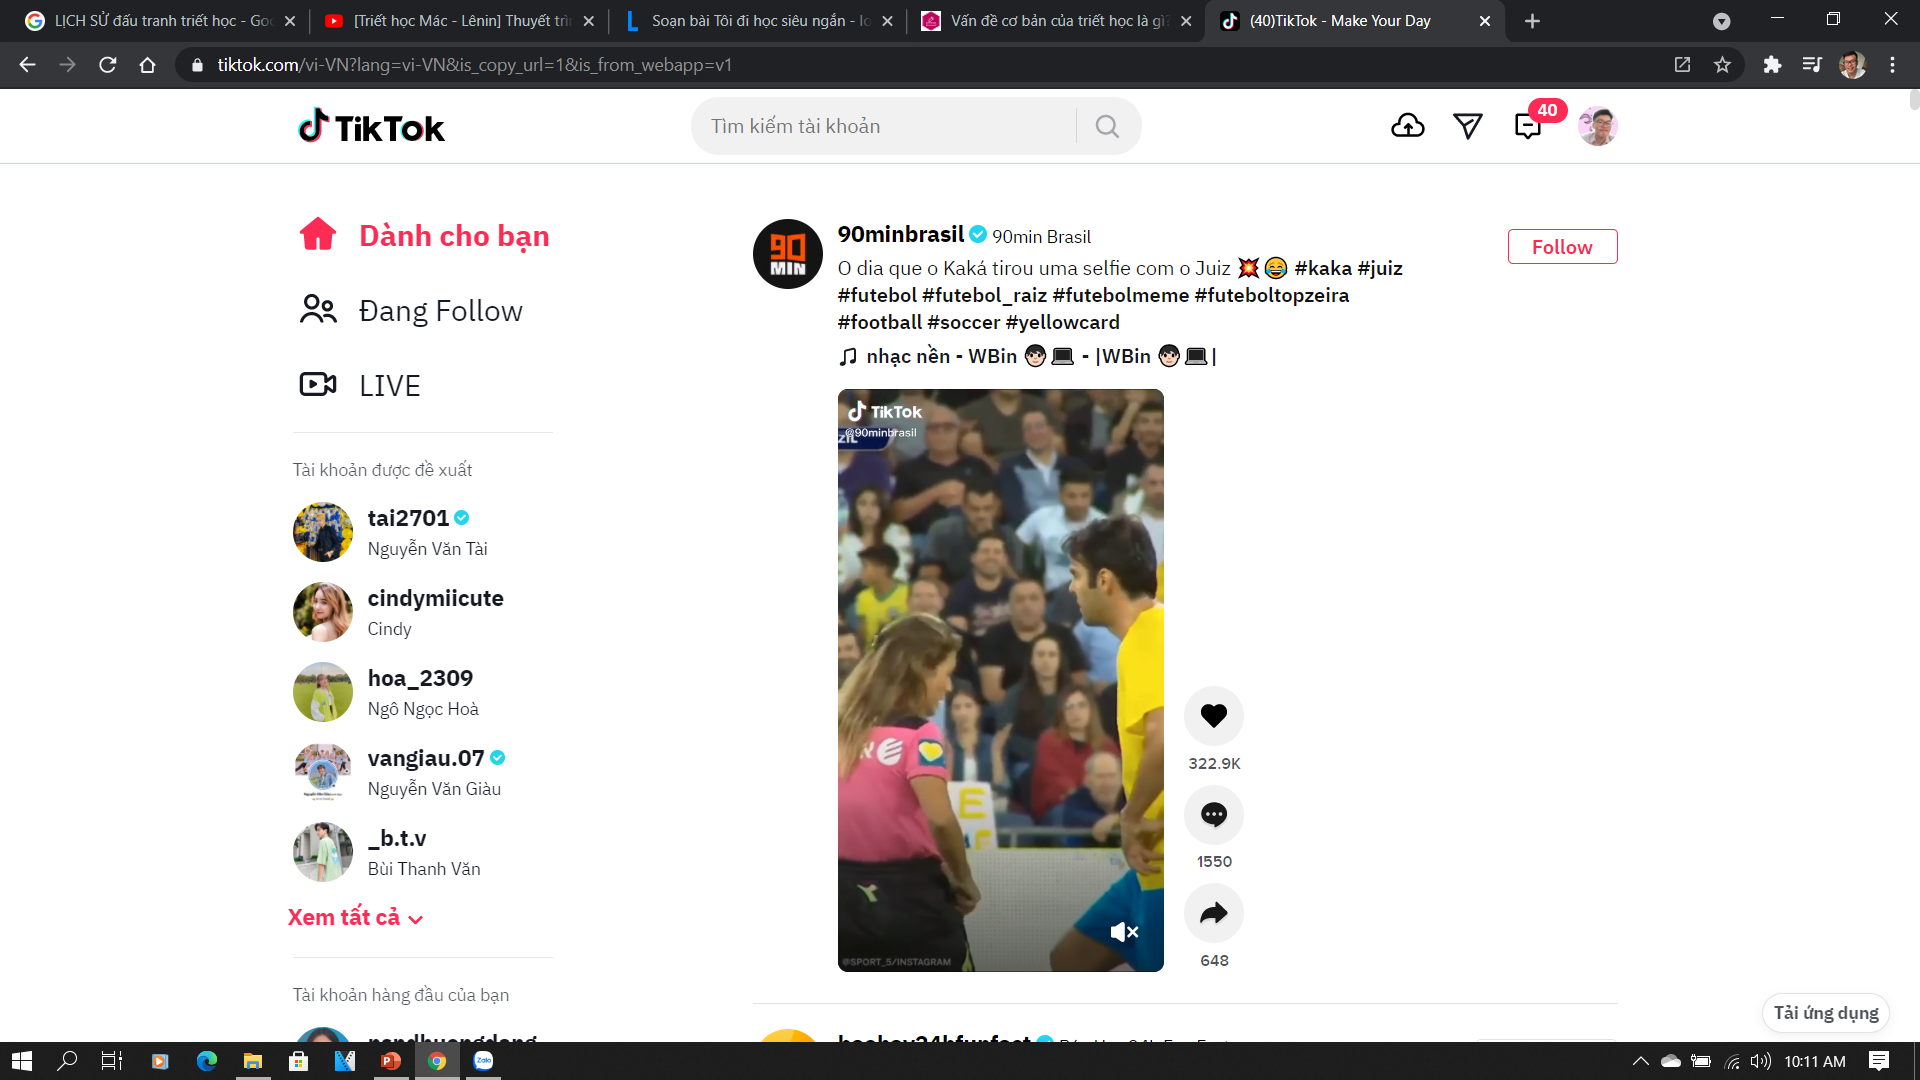 LỊCH SỬ đấu tranh triết học - Goo
[Triết học Mác - Lênin] Thuyết trìn
Soạn bài Tôi đi học siêu ngắn - lo
Vấn đề cơ bản của triết học là gì?
(40)TikTok - Make Your Day
tiktok.com/vi-VN?lang=vi-VN&is_copy_url=1&is_from_webapp=v1
TikTok
Tìm kiếm tài khoản
40
Dành cho bạn
Đang Follow
LIVE
Tài khoản được đề xuất
tai2701
Nguyễn Văn Tài
cindymiicute
Cindy
hoa_2309
Ngô Ngọc Hoà
vangiau.07
Nguyễn Văn Giàu
_b.t.v
Bùi Thanh Văn
Xem tất cả
Tài khoản hàng đầu của bạn
90
MIN
90minbrasil 90min Brasil
Follow
O dia que o Kaká tirou uma selfie com o Juiz 💥😂 #kaka #juiz
#futebol #futebol_raiz #futebolmeme #futeboltopzeira
#football #soccer #yellowcard
nhạc nền - WBin 🧑🏻💻 - |WBin 🧑🏻💻|
TikTok
@90minbrasil
@SPORT_5/INSTAGRAM
322.9K
1550
648
Tải ứng dụng
Zalo
10:11 AM